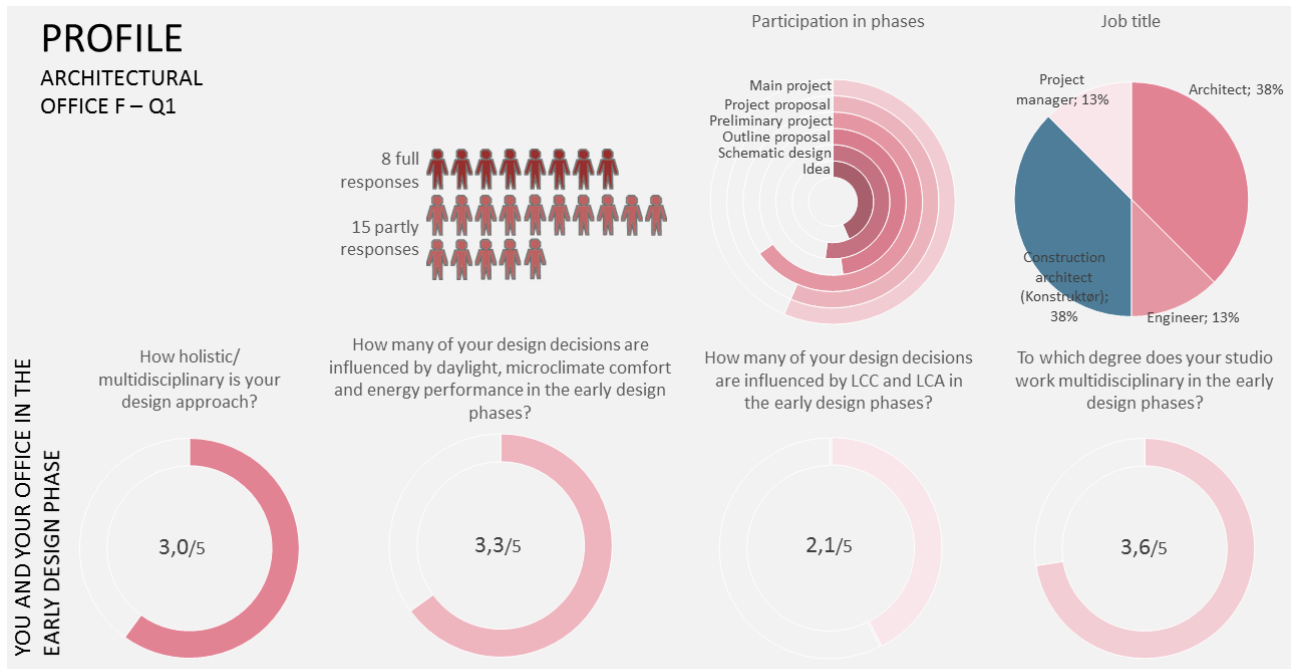 PROFILE
ARCHITECTURAL
OFFICE F – Q1
8 full
responses
15 partly
responses
Participation in phases
Main project
Project proposal
Preliminary project
Outline proposal
Schematic design
Idea
Job title
Project
manager; 13%
Architect; 38%
Construction
architect
(Konstruktør);
38%
Engineer; 13%
YOU AND YOUR OFFICE IN THE
EARLY DESIGN PHASE
How holistic/
multidisciplinary is your
design approach?
3,0/5
How many of your design decisions are
influenced by daylight, microclimate comfort
and energy performance in the early design
phases?
3,3/5
How many of your design decisions
are influenced by LCC and LCA in
the early design phases?
2,1/5
To which degree does your studio
work multidisciplinary in the early
design phases?
3,6/5